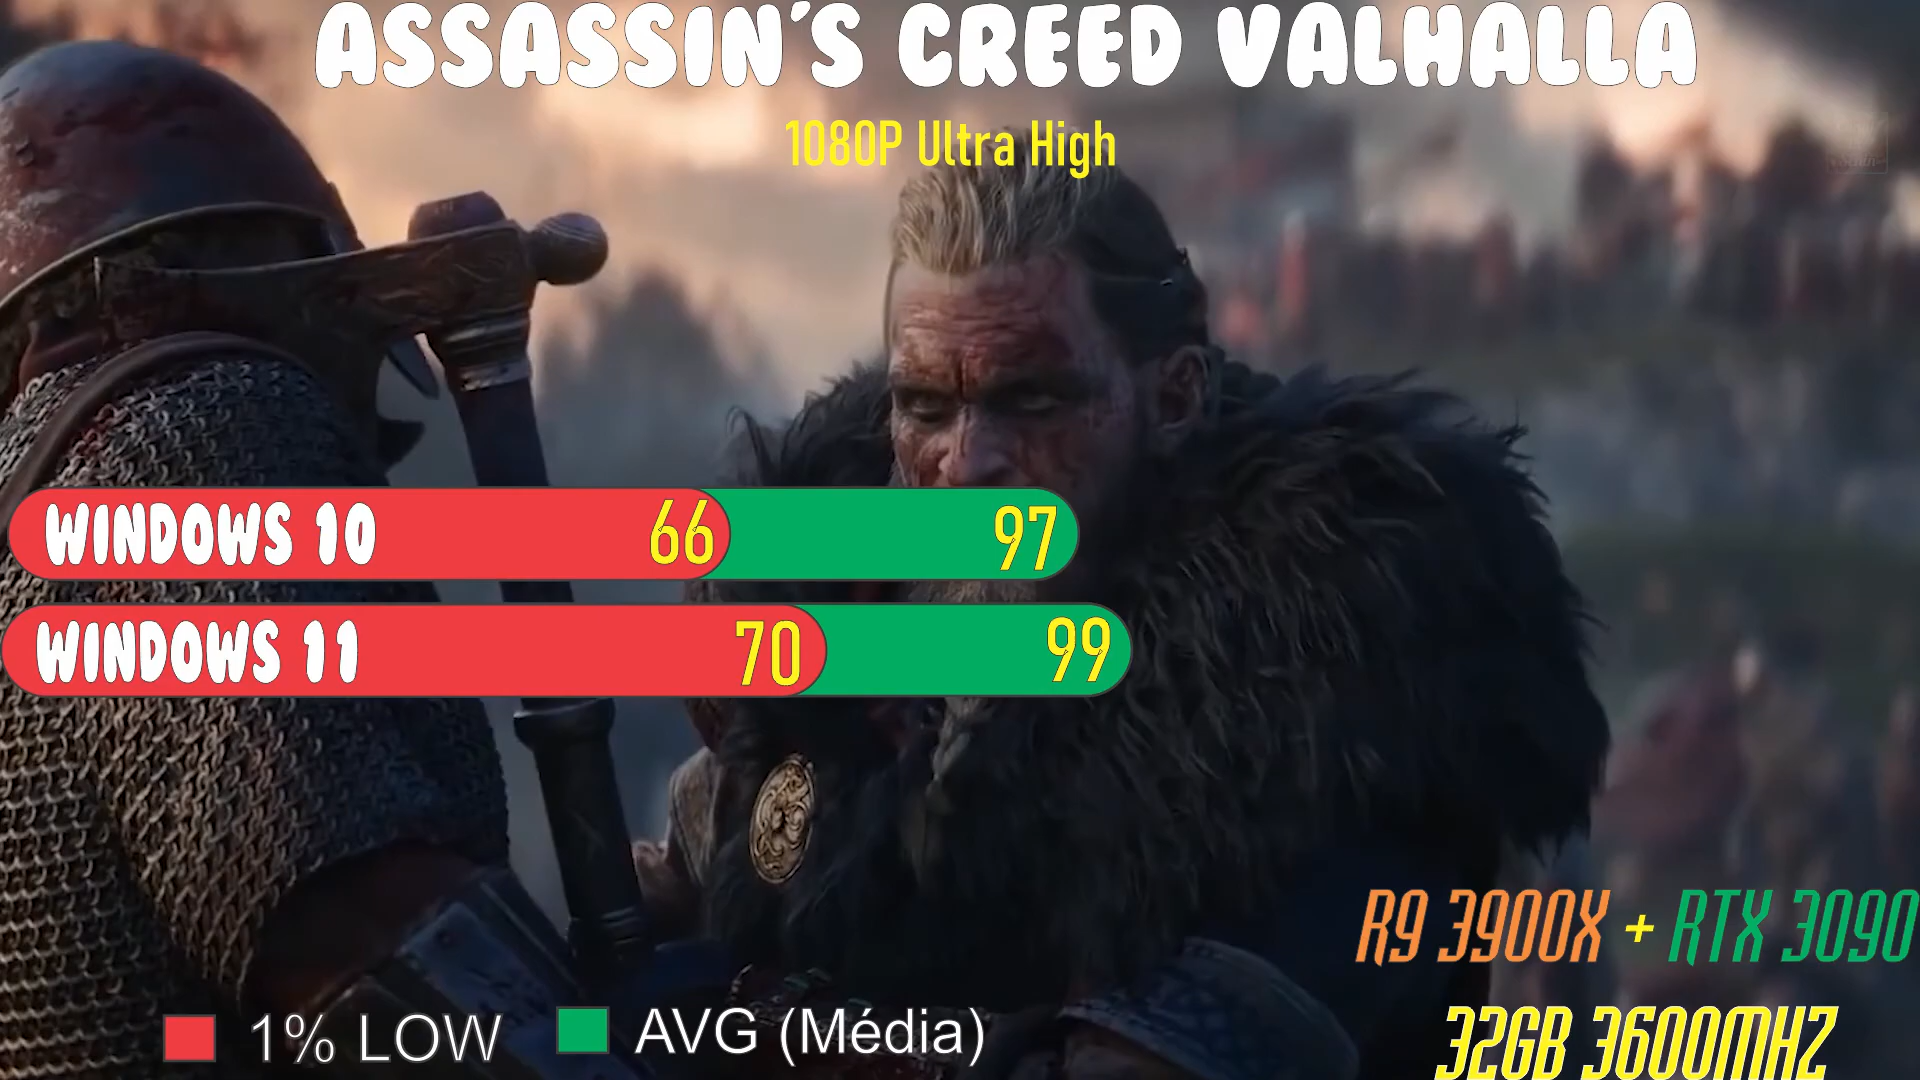 ASSASSIN'S CREED VALHALLA
1080P Ultra High
WINDOWS 10 66 97
WINDOWS 11 70 99
R9 3900X + RTX 3090
32GB 3600MHZ
1% LOW AVG (Média)